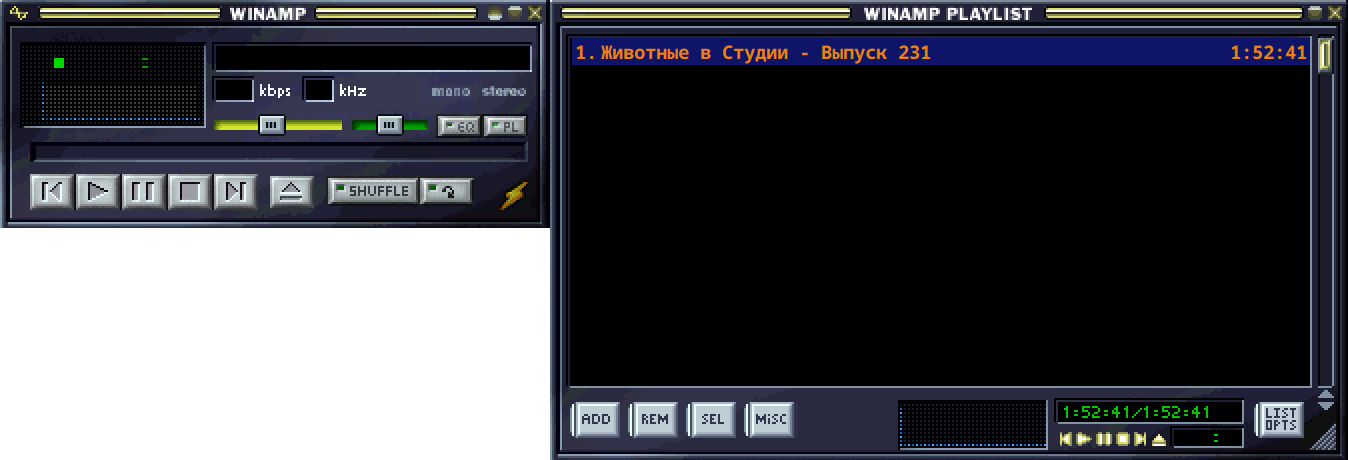 WINAMP
kbps
kHz
mono stereo
EQ PL
SHUFFLE
WINAMP PLAYLIST
1. Животные в Студии - Выпуск 231 1:52:41
ADD REM SEL MiSC
1:52:41/1:52:41
LIST
OPTS